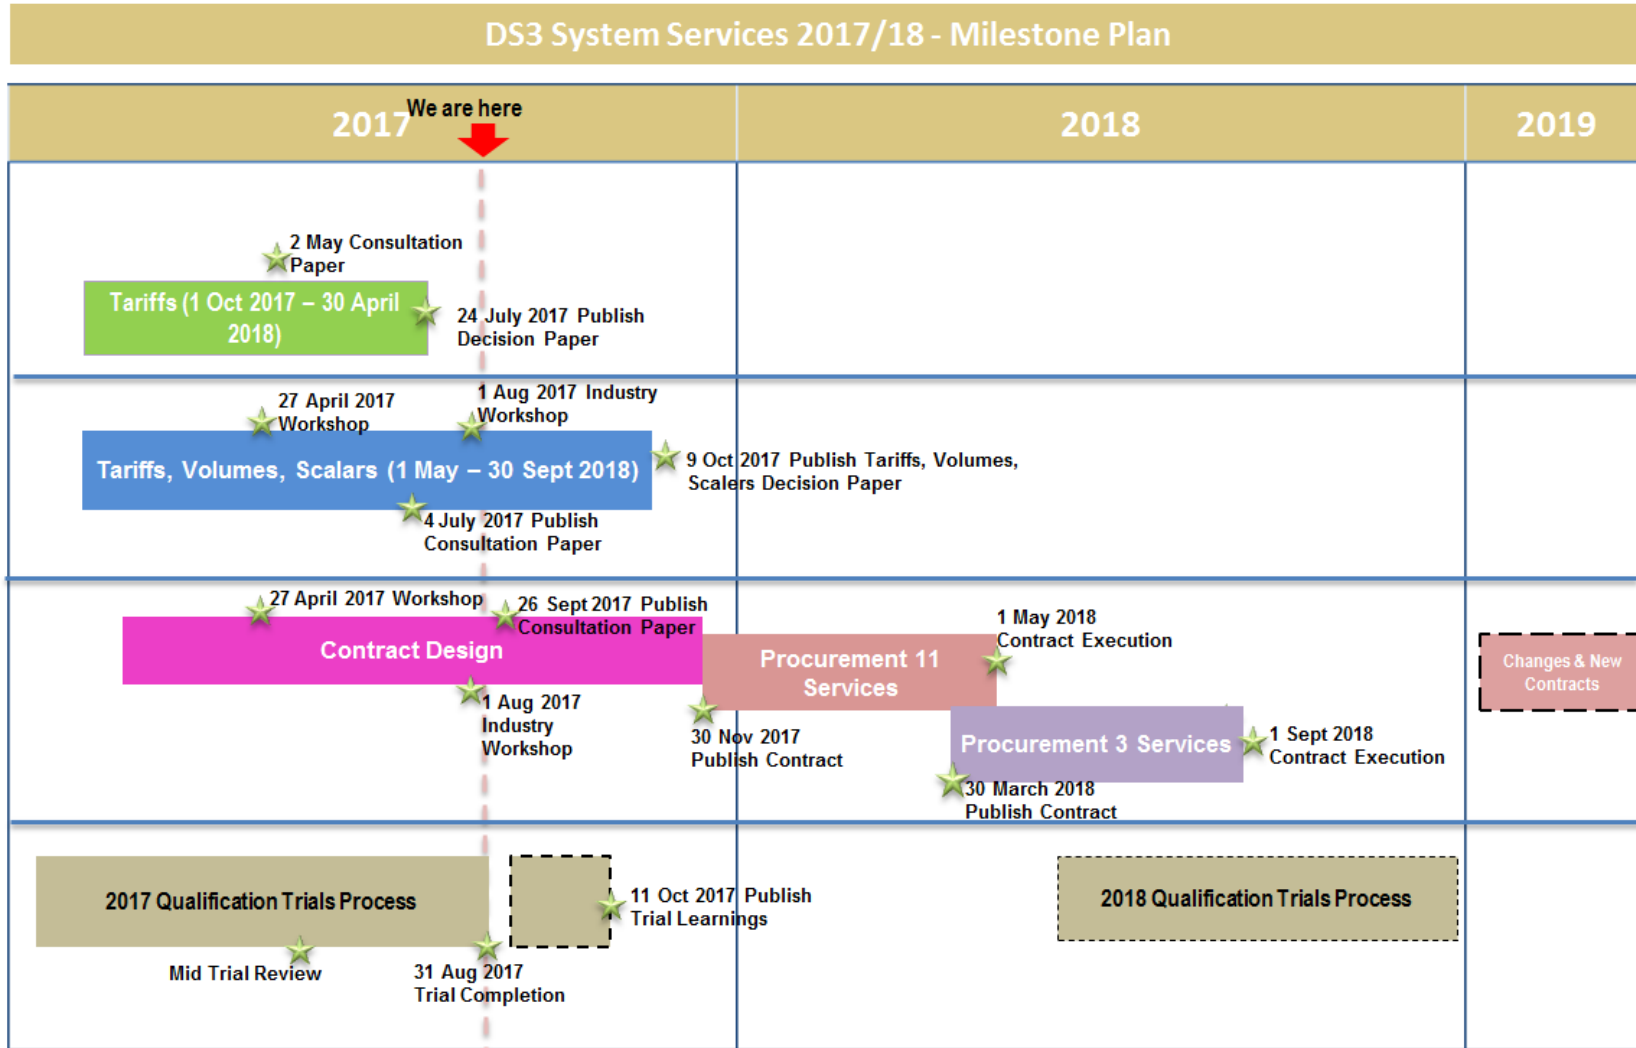 DS3 System Services 2017/18 - Milestone Plan
We are here
2017
2018
2019
2 May Consultation
Paper
Tariffs (1 Oct 2017 – 30 April
2018)
24 July 2017 Publish
Decision Paper
27 April 2017
Workshop
1 Aug 2017 Industry
Workshop
Tariffs, Volumes, Scalars (1 May – 30 Sept 2018)
9 Oct 2017 Publish Tariffs, Volumes,
Scalers Decision Paper
4 July 2017 Publish
Consultation Paper
27 April 2017 Workshop
26 Sept 2017 Publish
Consultation Paper
Contract Design
1 Aug 2017
Industry
Workshop
Procurement 11
Services
1 May 2018
Contract Execution
30 Nov 2017
Publish Contract
Procurement 3 Services
1 Sept 2018
Contract Execution
30 March 2018
Publish Contract
Changes & New
Contracts
2017 Qualification Trials Process
11 Oct 2017 Publish
Trial Learnings
2018 Qualification Trials Process
Mid Trial Review
31 Aug 2017
Trial Completion